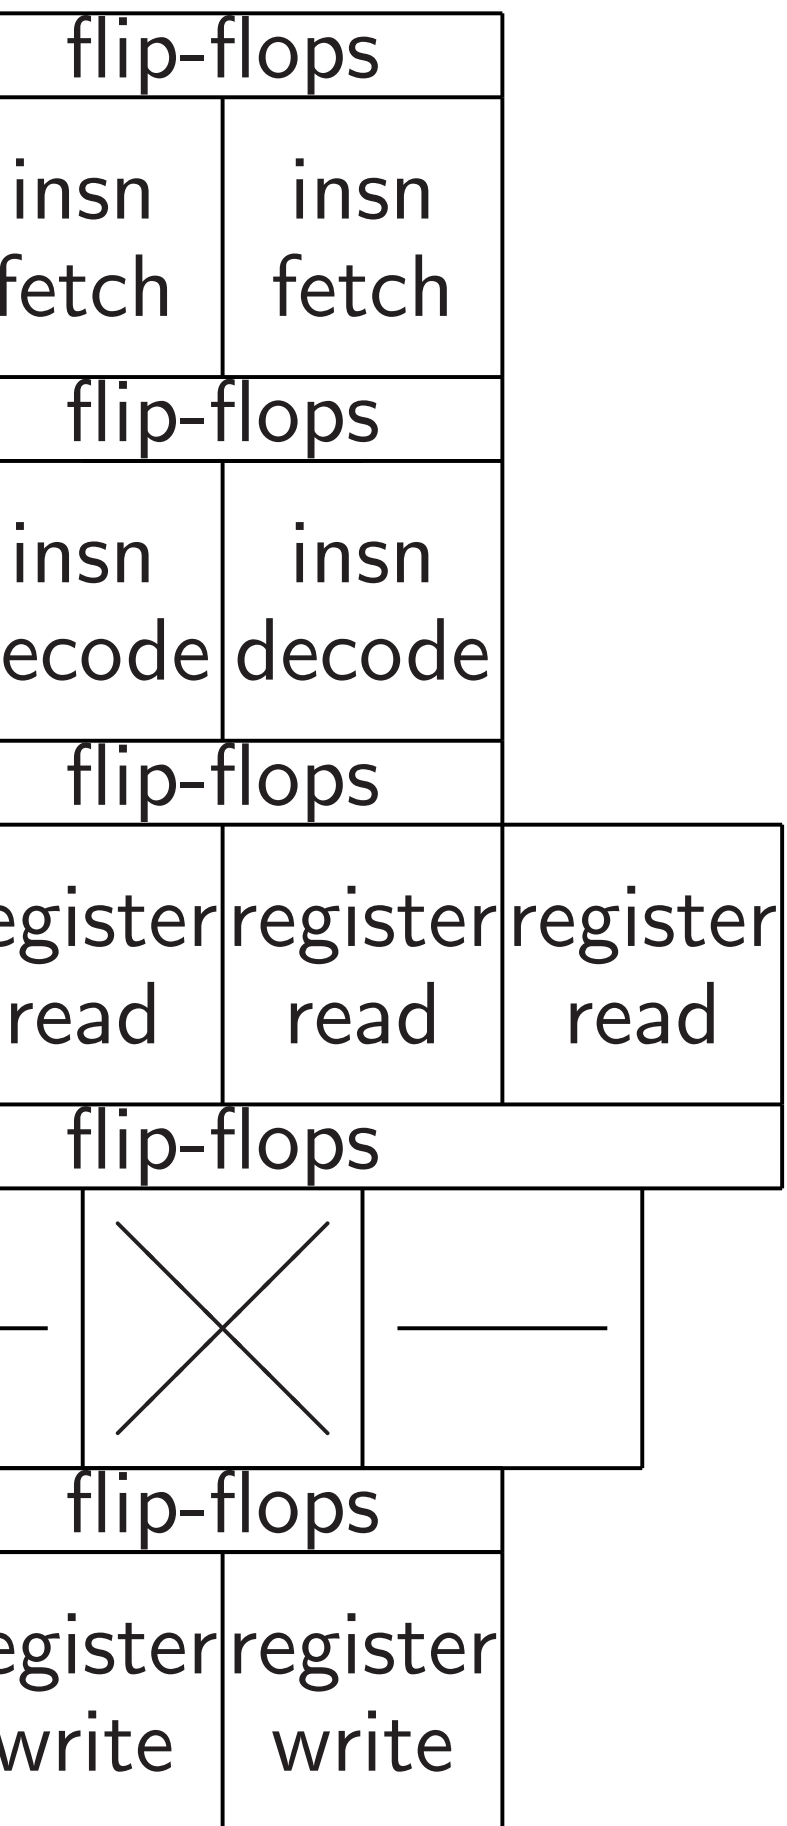 flip-flops
insn insn
fetch fetch
flip-flops
insn insn
ecode decode
flip-flops
egister register register
read read read
flip-flops
flip-flops
egister register
write write